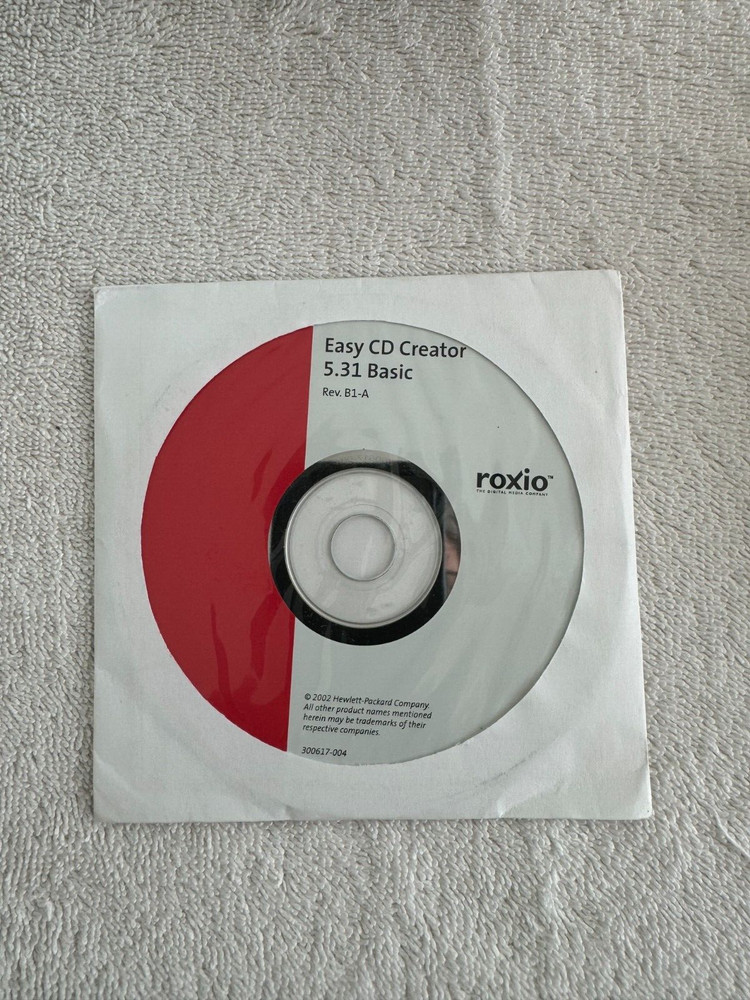 Easy CD Creator
5.31 Basic
Rev. B1-A
roxio™
THE DIGITAL MEDIA COMPANY
© 2002 Hewlett-Packard Company.
All other product names mentioned
herein may be trademarks of their
respective companies.
300617-004